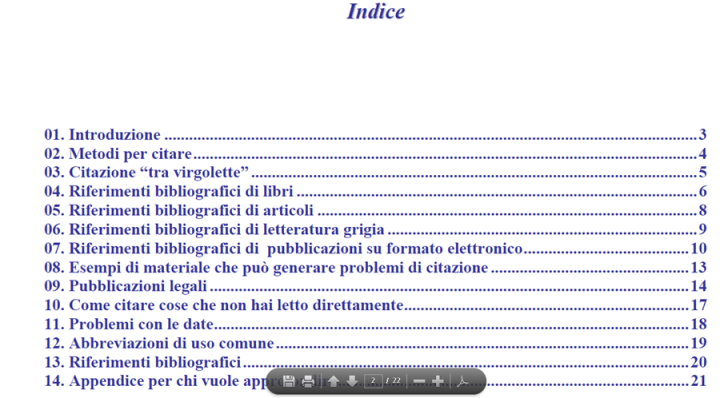 Indice
01. Introduzione ........ 3
02. Metodi per citare ........ 4
03. Citazione “tra virgolette” ........ 5
04. Riferimenti bibliografici di libri ........ 6
05. Riferimenti bibliografici di articoli ........ 8
06. Riferimenti bibliografici di letteratura grigia ........ 9
07. Riferimenti bibliografici di pubblicazioni su formato elettronico ........ 10
08. Esempi di materiale che può generare problemi di citazione ........ 13
09. Pubblicazioni legali ........ 14
10. Come citare cose che non hai letto direttamente ........ 17
11. Problemi con le date ........ 18
12. Abbreviazioni di uso comune ........ 19
13. Riferimenti bibliografici ........ 20
14. Appendice per chi vuole ........ 21
2 / 22